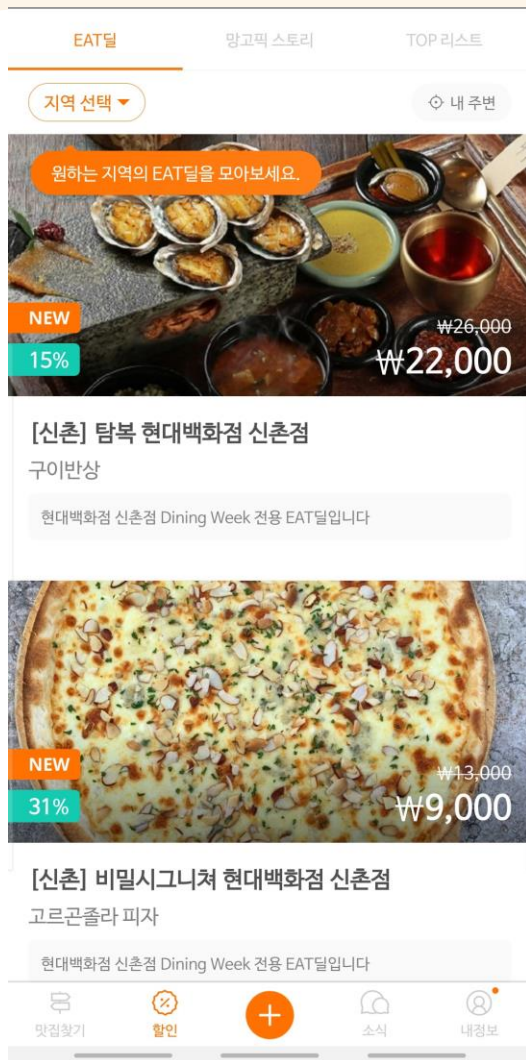 EAT딜
망고픽 스토리
TOP 리스트
지역 선택
내 주변
원하는 지역의 EAT딜을 모아보세요.
NEW
15%
₩26,000
₩22,000
[신촌] 탐복 현대백화점 신촌점
구이반상
현대백화점 신촌점 Dining Week 전용 EAT딜입니다
NEW
31%
₩13,000
₩9,000
[신촌] 비밀시그니쳐 현대백화점 신촌점
고르곤졸라 피자
현대백화점 신촌점 Dining Week 전용 EAT딜입니다
맛집찾기
할인
소식
내정보